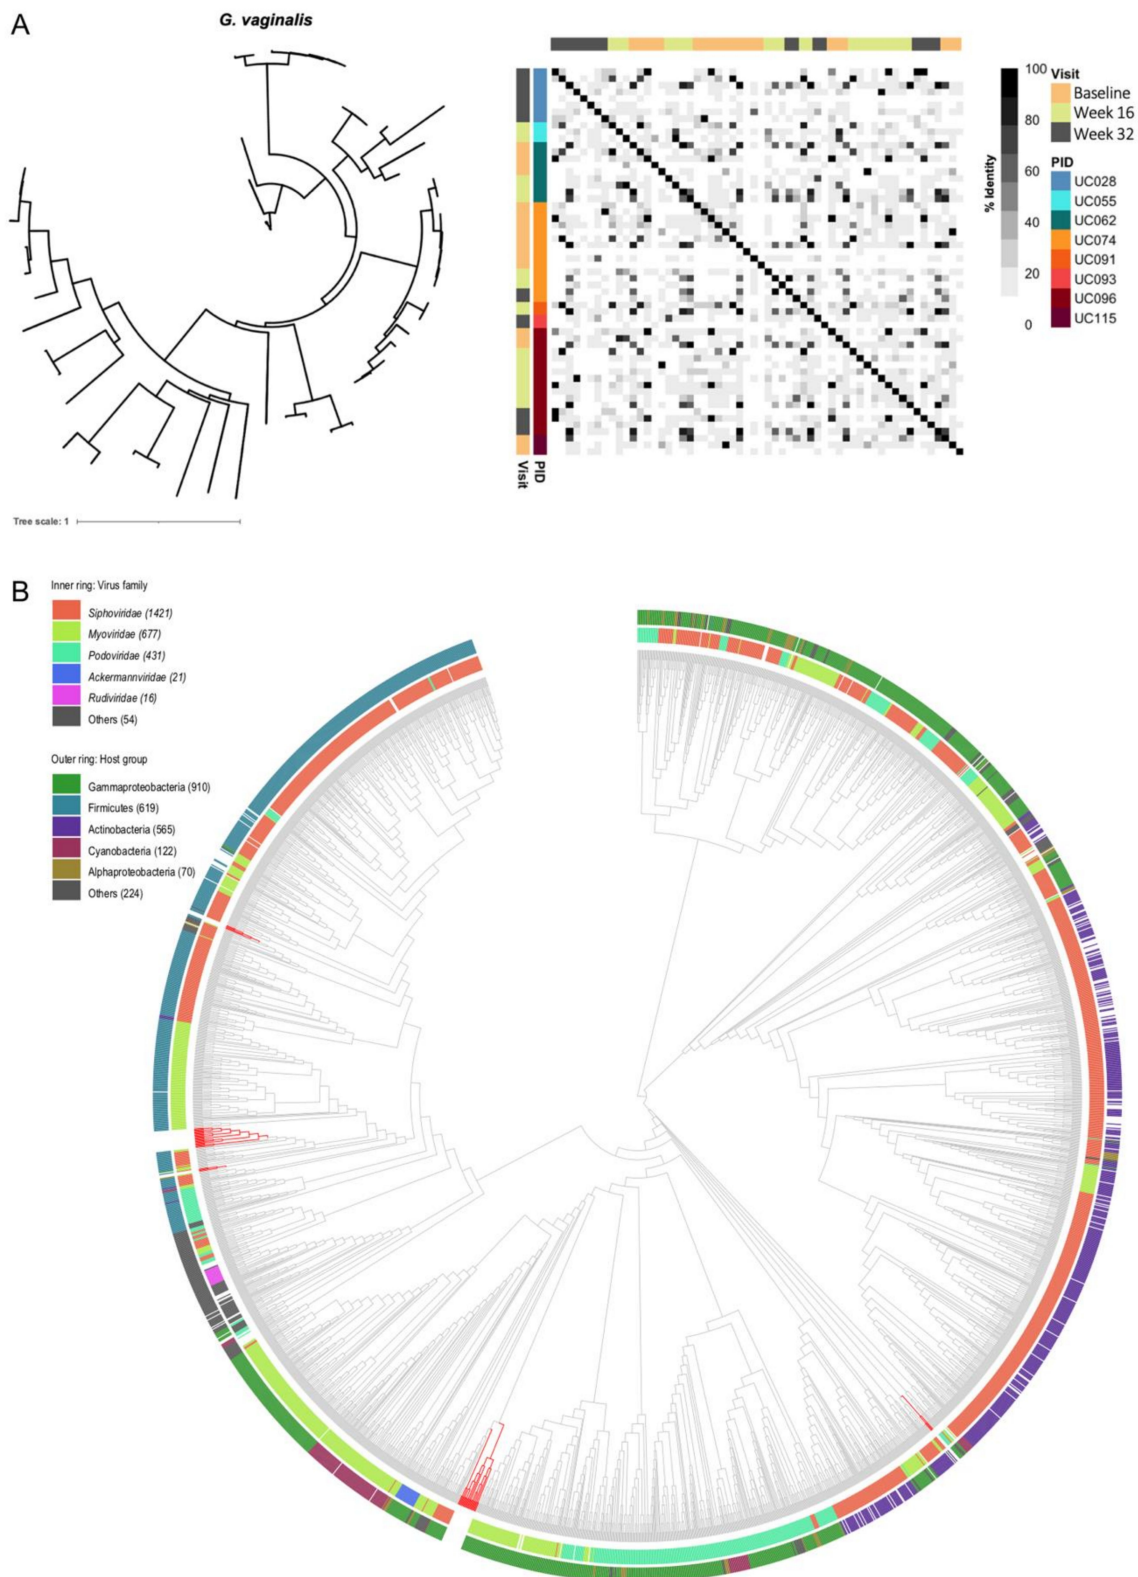 A
G. vaginalis
Tree scale: 1
Visit
PID
% Identity
100
80
60
40
20
0
Visit
Baseline
Week 16
Week 32
PID
UC028
UC055
UC062
UC074
UC091
UC093
UC096
UC115
B
Inner ring: Virus family
Siphoviridae (1421)
Myoviridae (677)
Podoviridae (431)
Ackermannviridae (21)
Rudiviridae (16)
Others (54)
Outer ring: Host group
Gammaproteobacteria (910)
Firmicutes (619)
Actinobacteria (565)
Cyanobacteria (122)
Alphaproteobacteria (70)
Others (224)